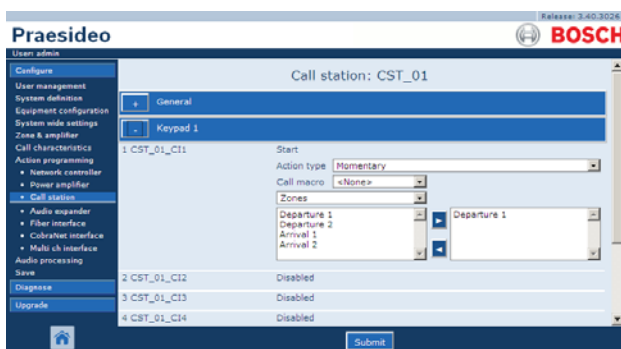 Release: 3.40.3026
Praesideo
BOSCH
User: admin
Configure
User management
System definition
Equipment configuration
System wide settings
Zone & amplifier
Call characteristics
Action programming
• Network controller
• Power amplifier
• Call station
• Audio expander
• Fiber interface
• CobraNet interface
• Multi ch interface
Audio processing
Save
Diagnose
Upgrade
Call station: CST_01
+ General
- Keypad 1
1 CST_01_CI1 Start
Action type Momentary
Call macro <None>
Zones
Departure 1 Departure 1
Departure 2
Arrival 1
Arrival 2
2 CST_01_CI2 Disabled
3 CST_01_CI3 Disabled
4 CST_01_CI4 Disabled
Submit